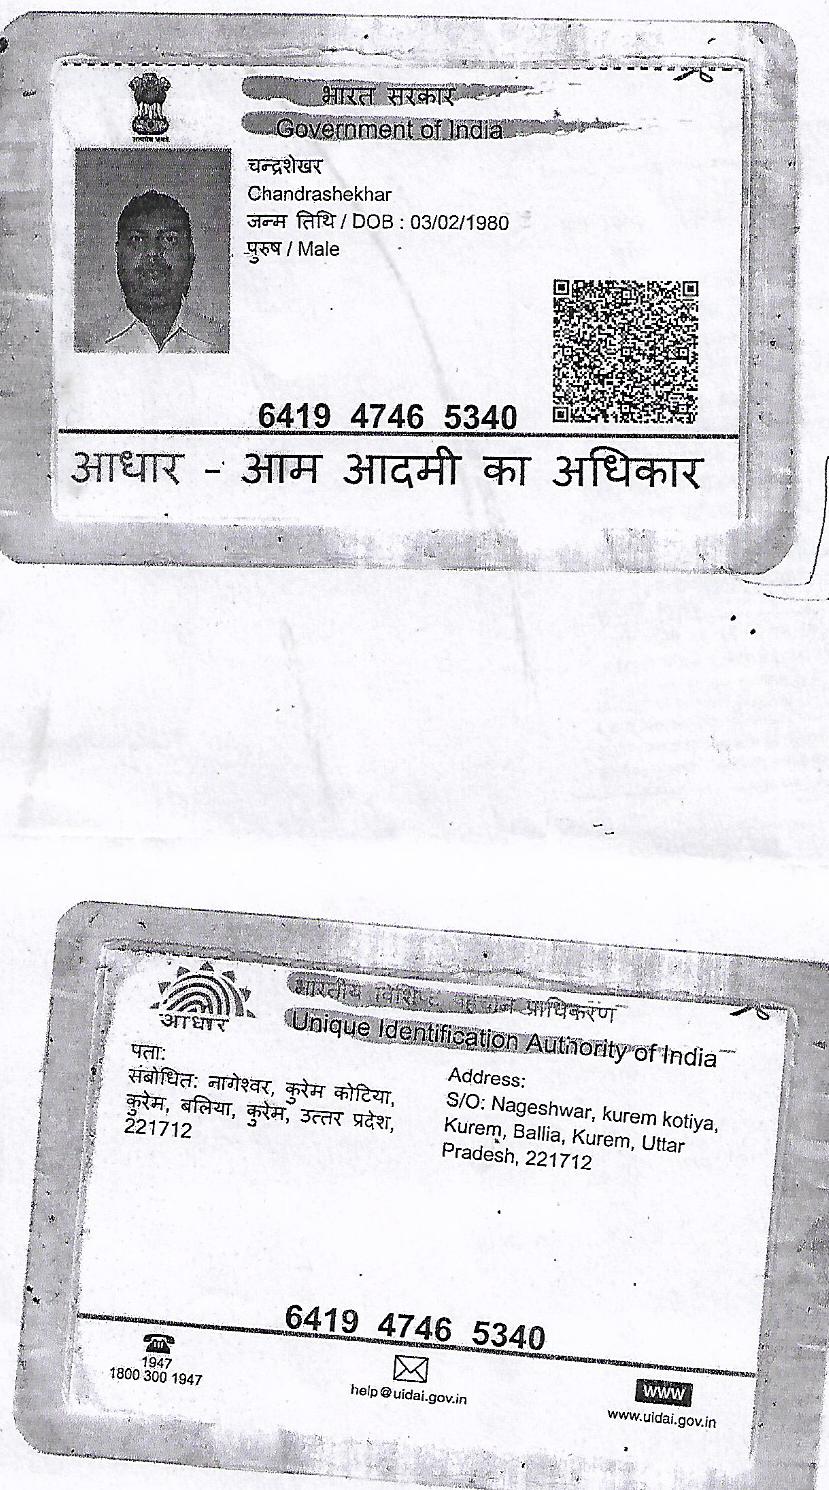 भारत सरकार
Government of India
चन्द्रशेखर
Chandrashekhar
जन्म तिथि / DOB : 03/02/1980
पुरुष / Male
6419 4746 5340
आधार - आम आदमी का अधिकार
भारतीय विशिष्ट पहचान प्राधिकरण
Unique Identification Authority of India
आधार
पता:
संबोधित: नागेश्वर, कुरेम कोटिया,
कुरेम, बलिया, कुरेम, उत्तर प्रदेश,
221712
Address:
S/O: Nageshwar, kurem kotiya,
Kurem, Ballia, Kurem, Uttar
Pradesh, 221712
6419 4746 5340
1947
1800 300 1947
help@uidai.gov.in
www
www.uidai.gov.in